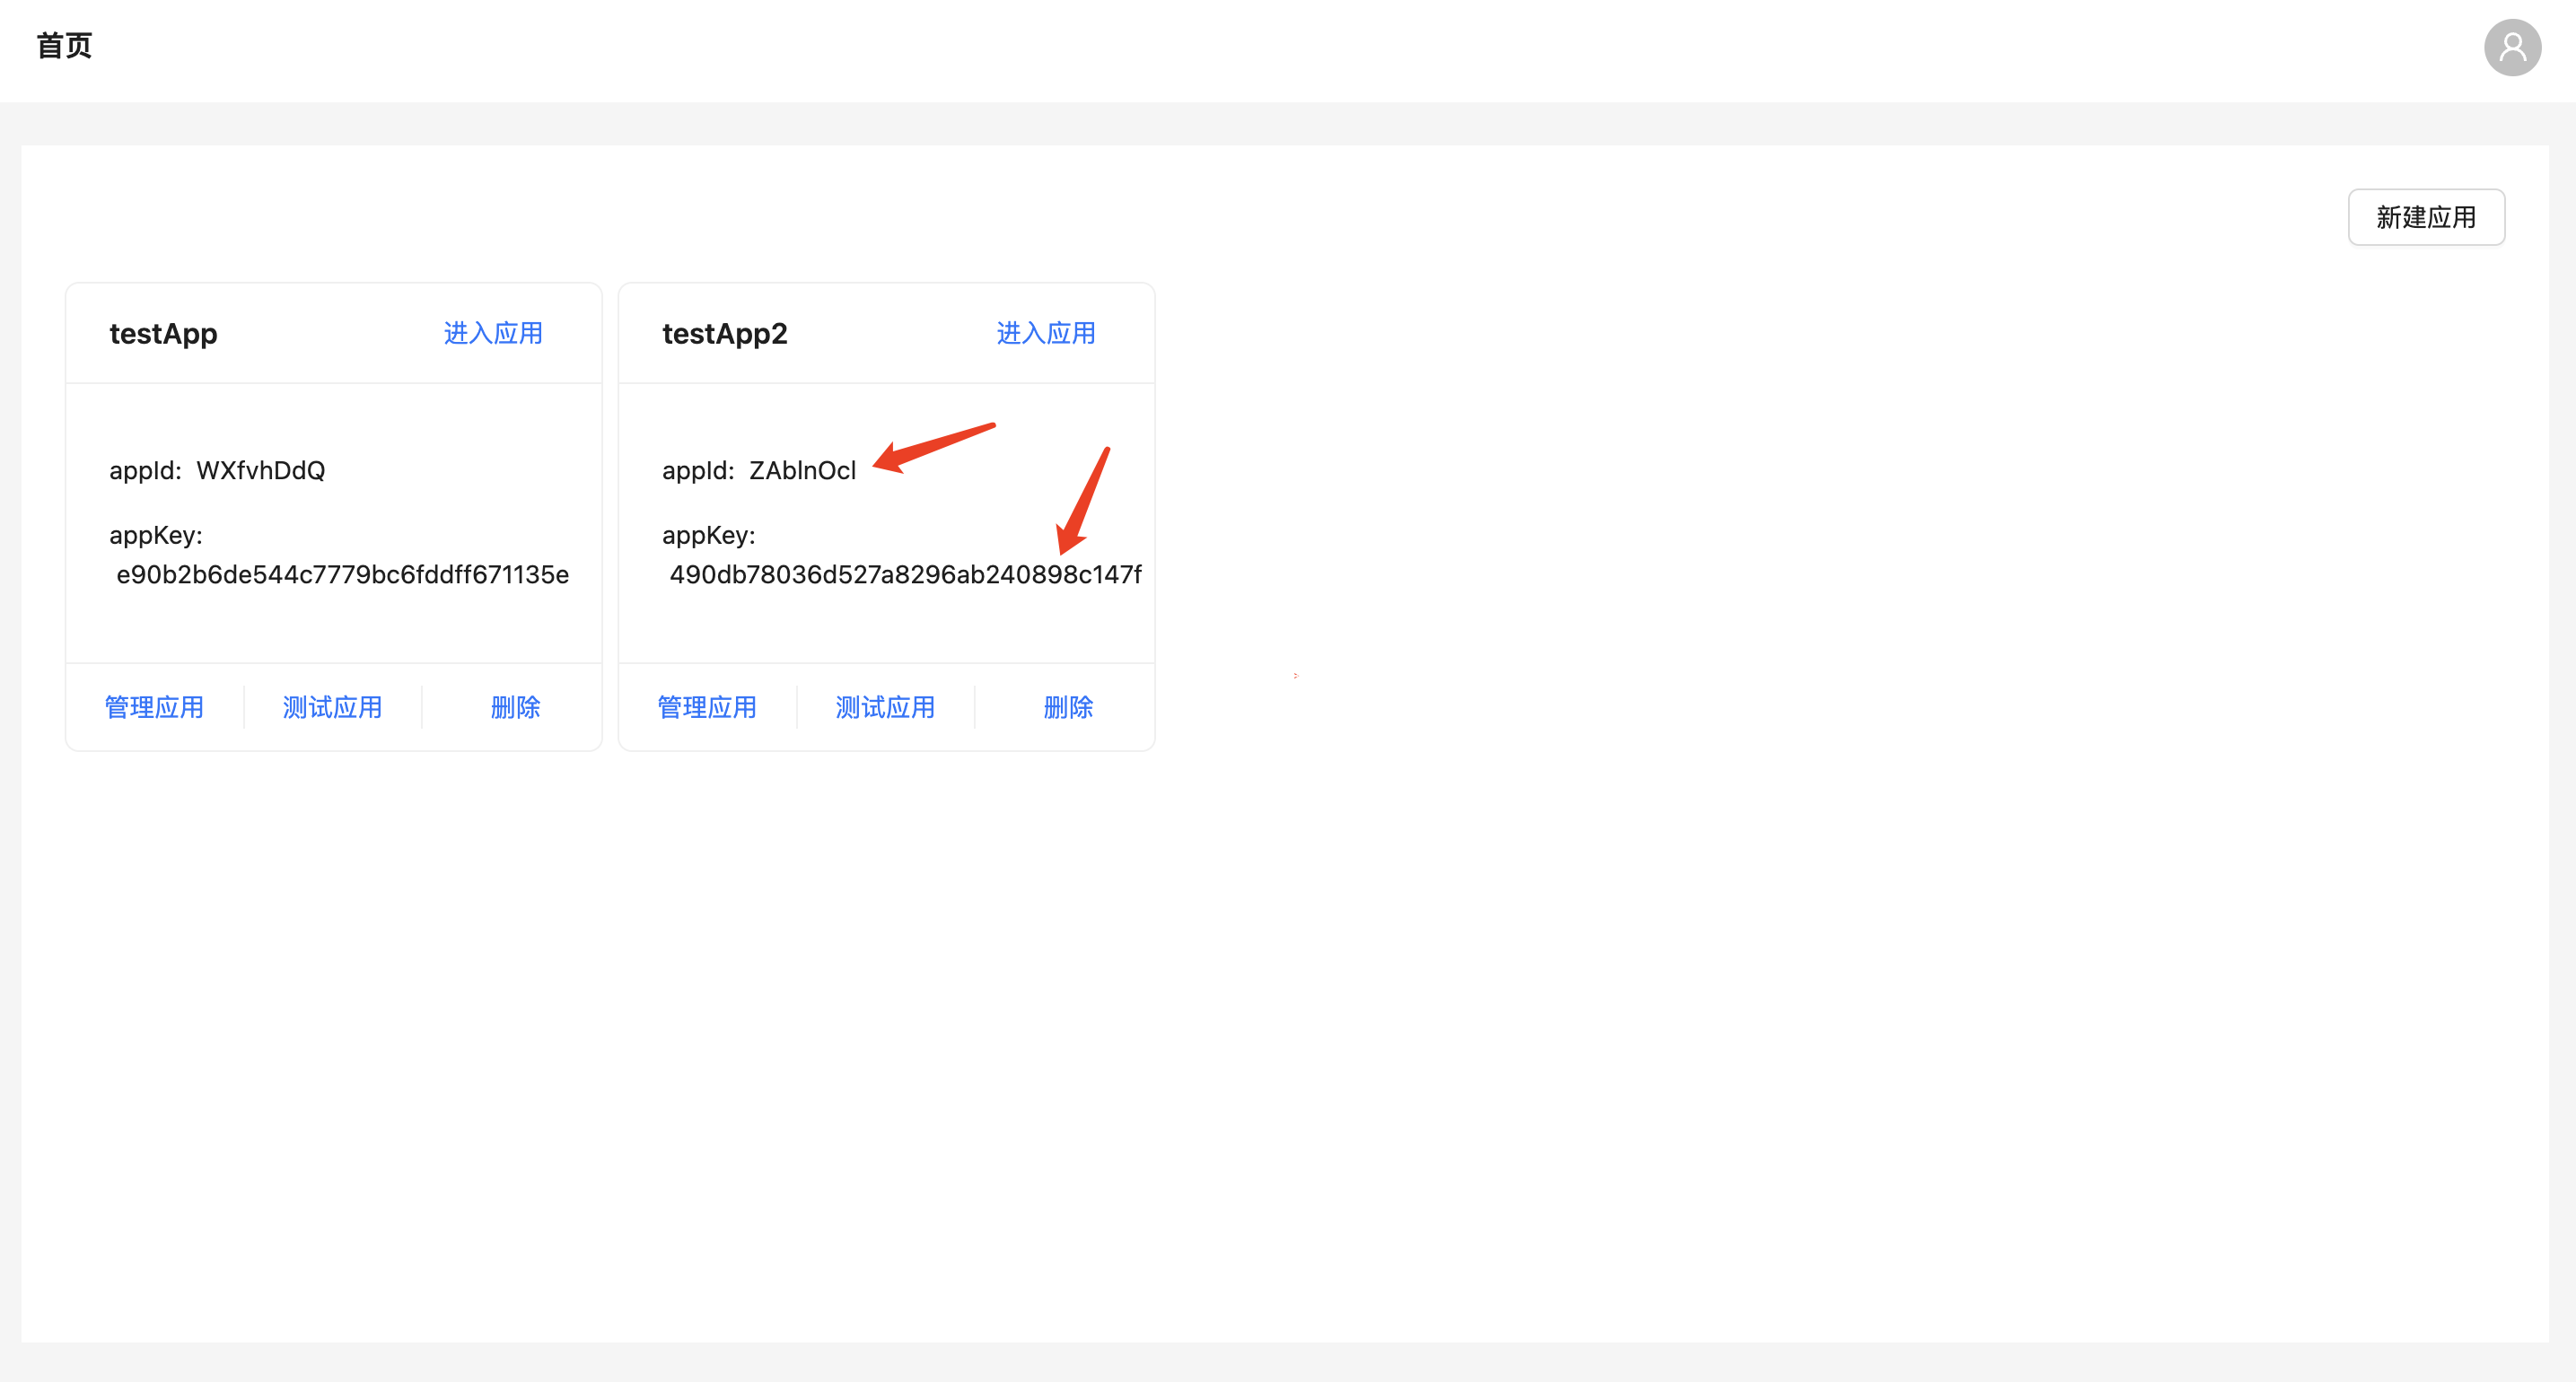 首页
新建应用
testApp 进入应用
appId: WXfvhDdQ
appKey:
e90b2b6de544c7779bc6fddff671135e
管理应用 测试应用 删除
testApp2 进入应用
appId: ZAblnOcl
appKey:
490db78036d527a8296ab240898c147f
管理应用 测试应用 删除